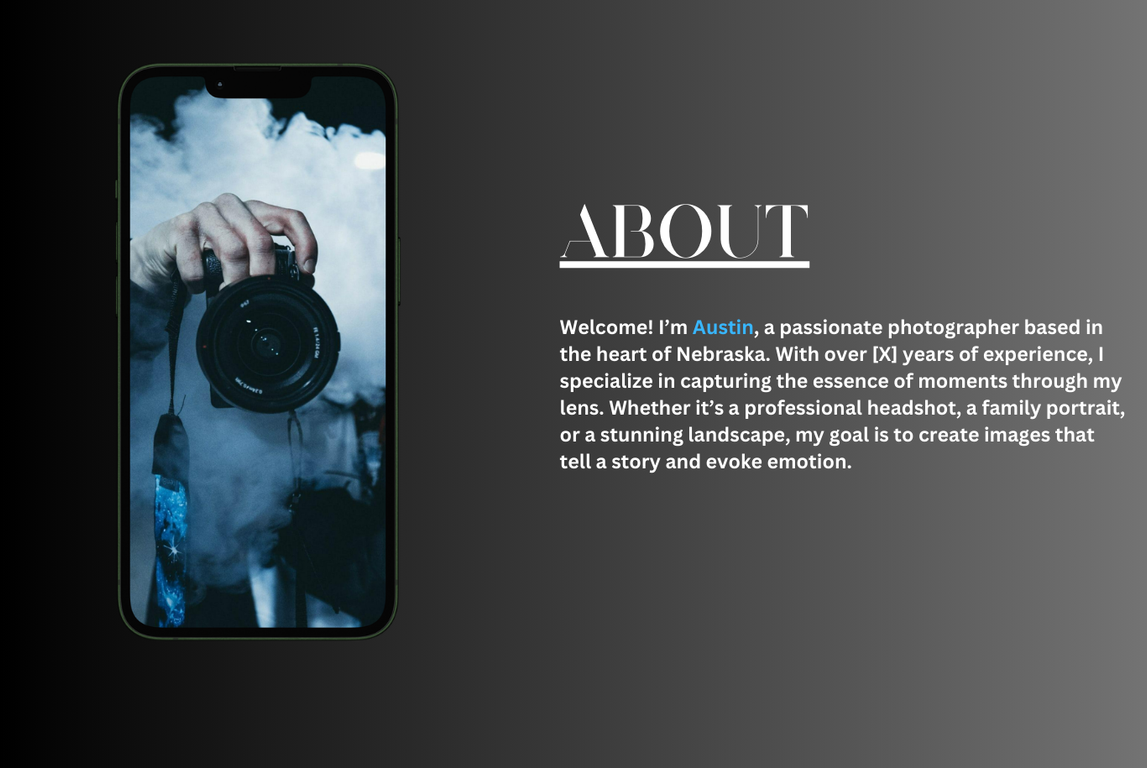 ABOUT
Welcome! I’m Austin, a passionate photographer based in
the heart of Nebraska. With over [X] years of experience, I
specialize in capturing the essence of moments through my
lens. Whether it’s a professional headshot, a family portrait,
or a stunning landscape, my goal is to create images that
tell a story and evoke emotion.